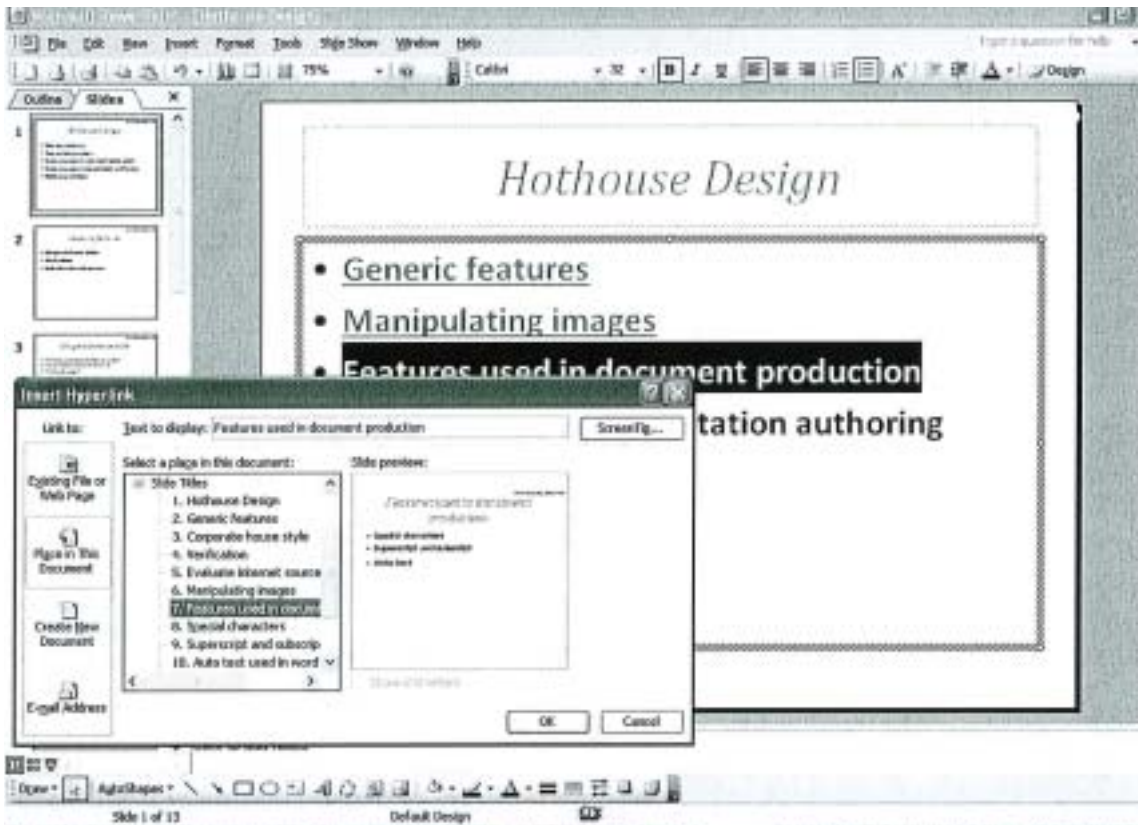 File Edit View Insert Format Tools Slide Show Window Help
75% Calibri 32 B I U Design
Outline Slides
1
2
3
Hothouse Design
• Generic features
• Manipulating images
• Features used in document production
tation authoring
Insert Hyperlink
Link to:
Text to display: Features used in document production
ScreenTip...
Existing File or Web Page
Place in This Document
Create New Document
E-mail Address
Select a place in this document:
Slide Titles
1. Hothouse Design
2. Generic features
3. Corporate house style
4. Verification
5. Evaluate internet source
6. Manipulating images
7. Features used in docum
8. Special characters
9. Superscript and subscrip
10. Auto text used in word
Slide preview:
OK Cancel
Draw AutoShapes
Slide 1 of 13 Default Design